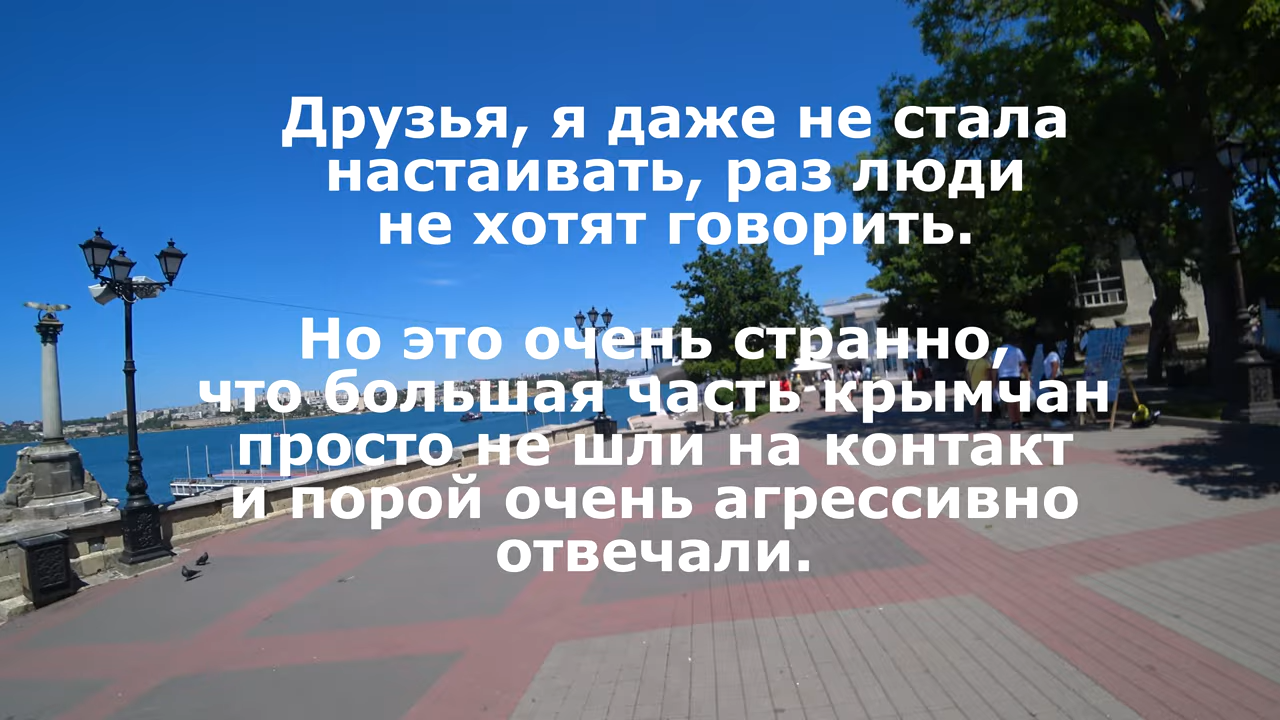 Друзья, я даже не стала
настаивать, раз люди
не хотят говорить.
Но это очень странно,
что большая часть крымчан
просто не шли на контакт
и порой очень агрессивно
отвечали.